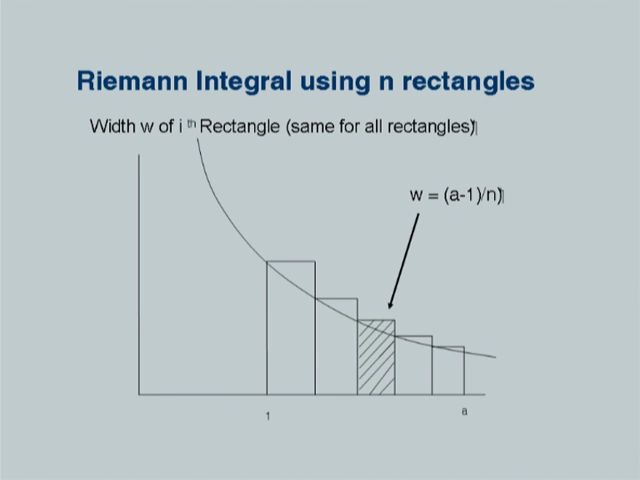 Riemann Integral using n rectangles
Width w of i th Rectangle (same for all rectangles)
w = (a-1)/n)
1
a